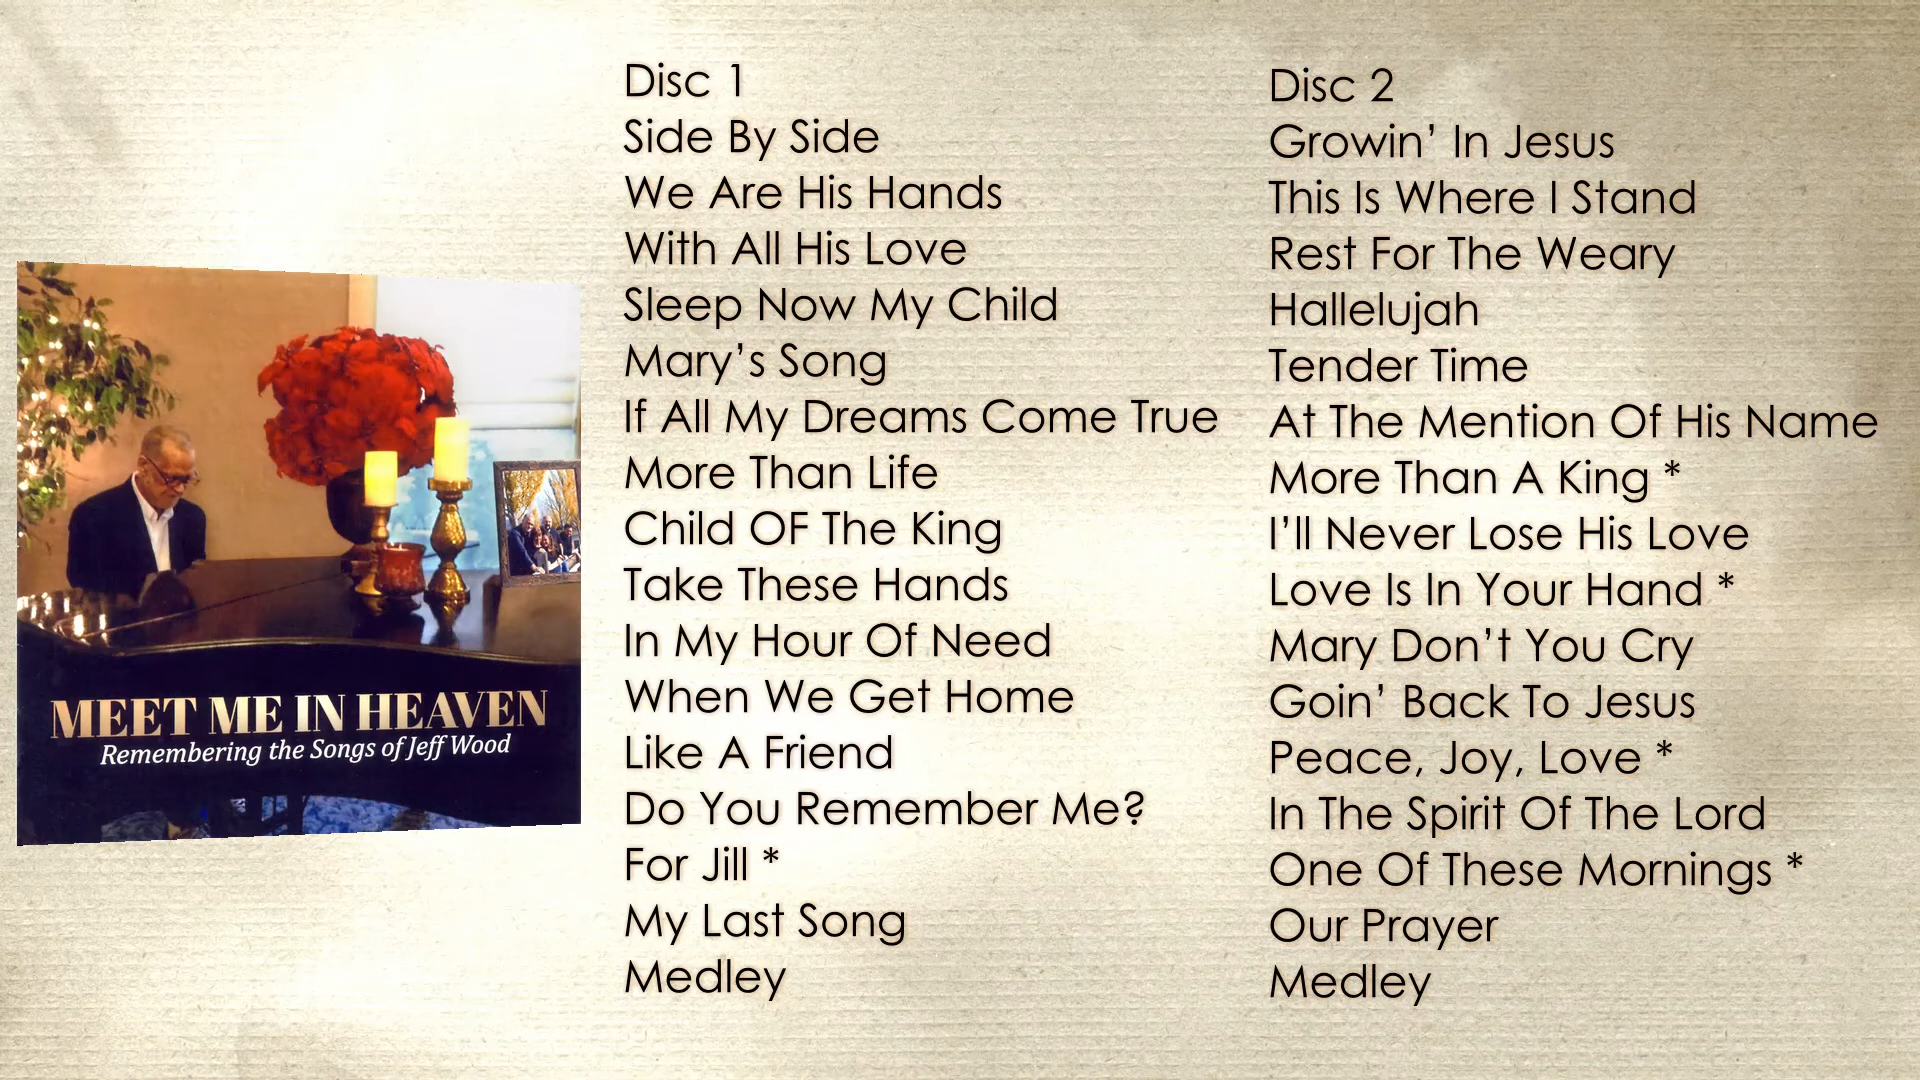 MEET ME IN HEAVEN
Remembering the Songs of Jeff Wood
Disc 1
Side By Side
We Are His Hands
With All His Love
Sleep Now My Child
Mary’s Song
If All My Dreams Come True
More Than Life
Child OF The King
Take These Hands
In My Hour Of Need
When We Get Home
Like A Friend
Do You Remember Me?
For Jill *
My Last Song
Medley
Disc 2
Growin’ In Jesus
This Is Where I Stand
Rest For The Weary
Hallelujah
Tender Time
At The Mention Of His Name
More Than A King *
I’ll Never Lose His Love
Love Is In Your Hand *
Mary Don’t You Cry
Goin’ Back To Jesus
Peace, Joy, Love *
In The Spirit Of The Lord
One Of These Mornings *
Our Prayer
Medley